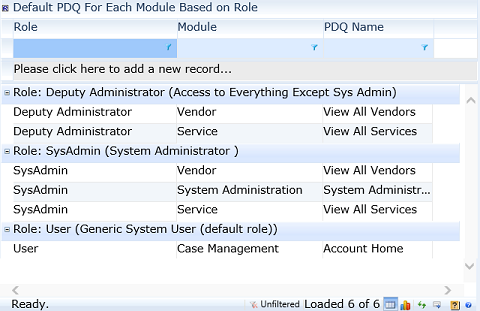 Default PDQ For Each Module Based on Role
Role Module PDQ Name
Please click here to add a new record...
Role: Deputy Administrator (Access to Everything Except Sys Admin)
Deputy Administrator Vendor View All Vendors
Deputy Administrator Service View All Services
Role: SysAdmin (System Administrator )
SysAdmin Vendor View All Vendors
SysAdmin System Administration System Administr...
SysAdmin Service View All Services
Role: User (Generic System User (default role))
User Case Management Account Home
Ready. Unfiltered Loaded 6 of 6